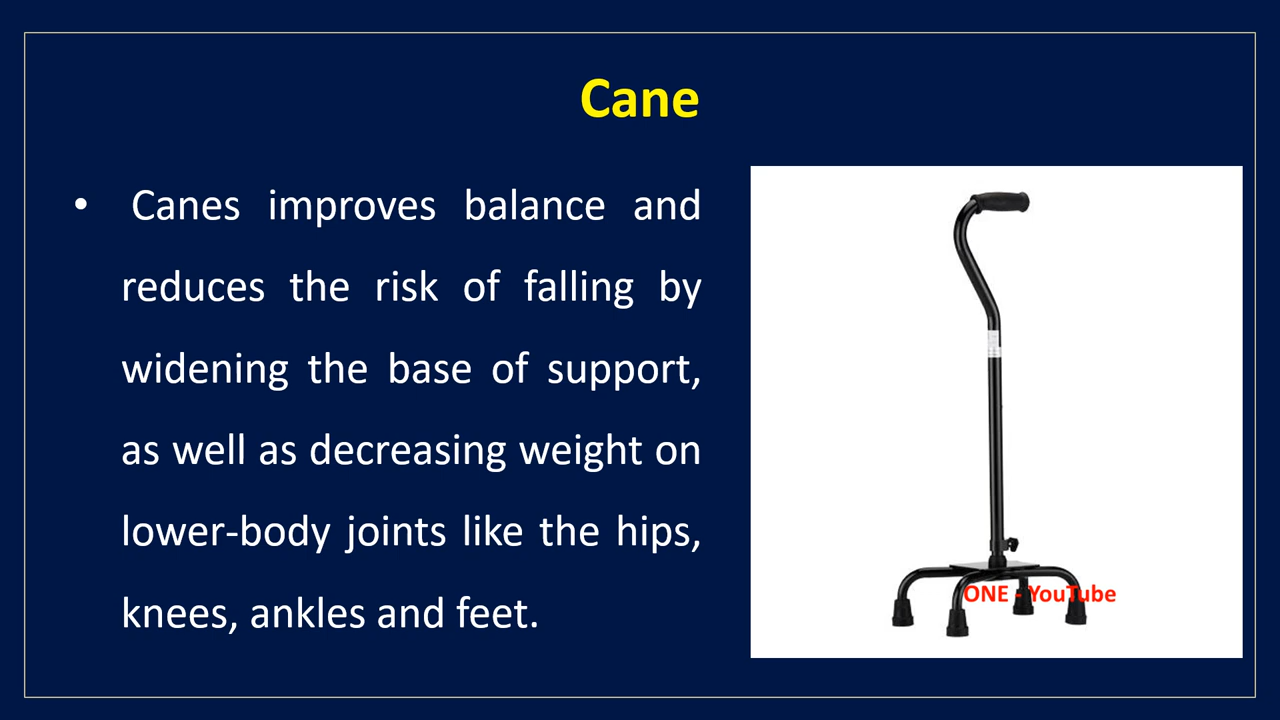 Cane
• Canes improves balance and
reduces the risk of falling by
widening the base of support,
as well as decreasing weight on
lower-body joints like the hips,
knees, ankles and feet.
ONE - YouTube